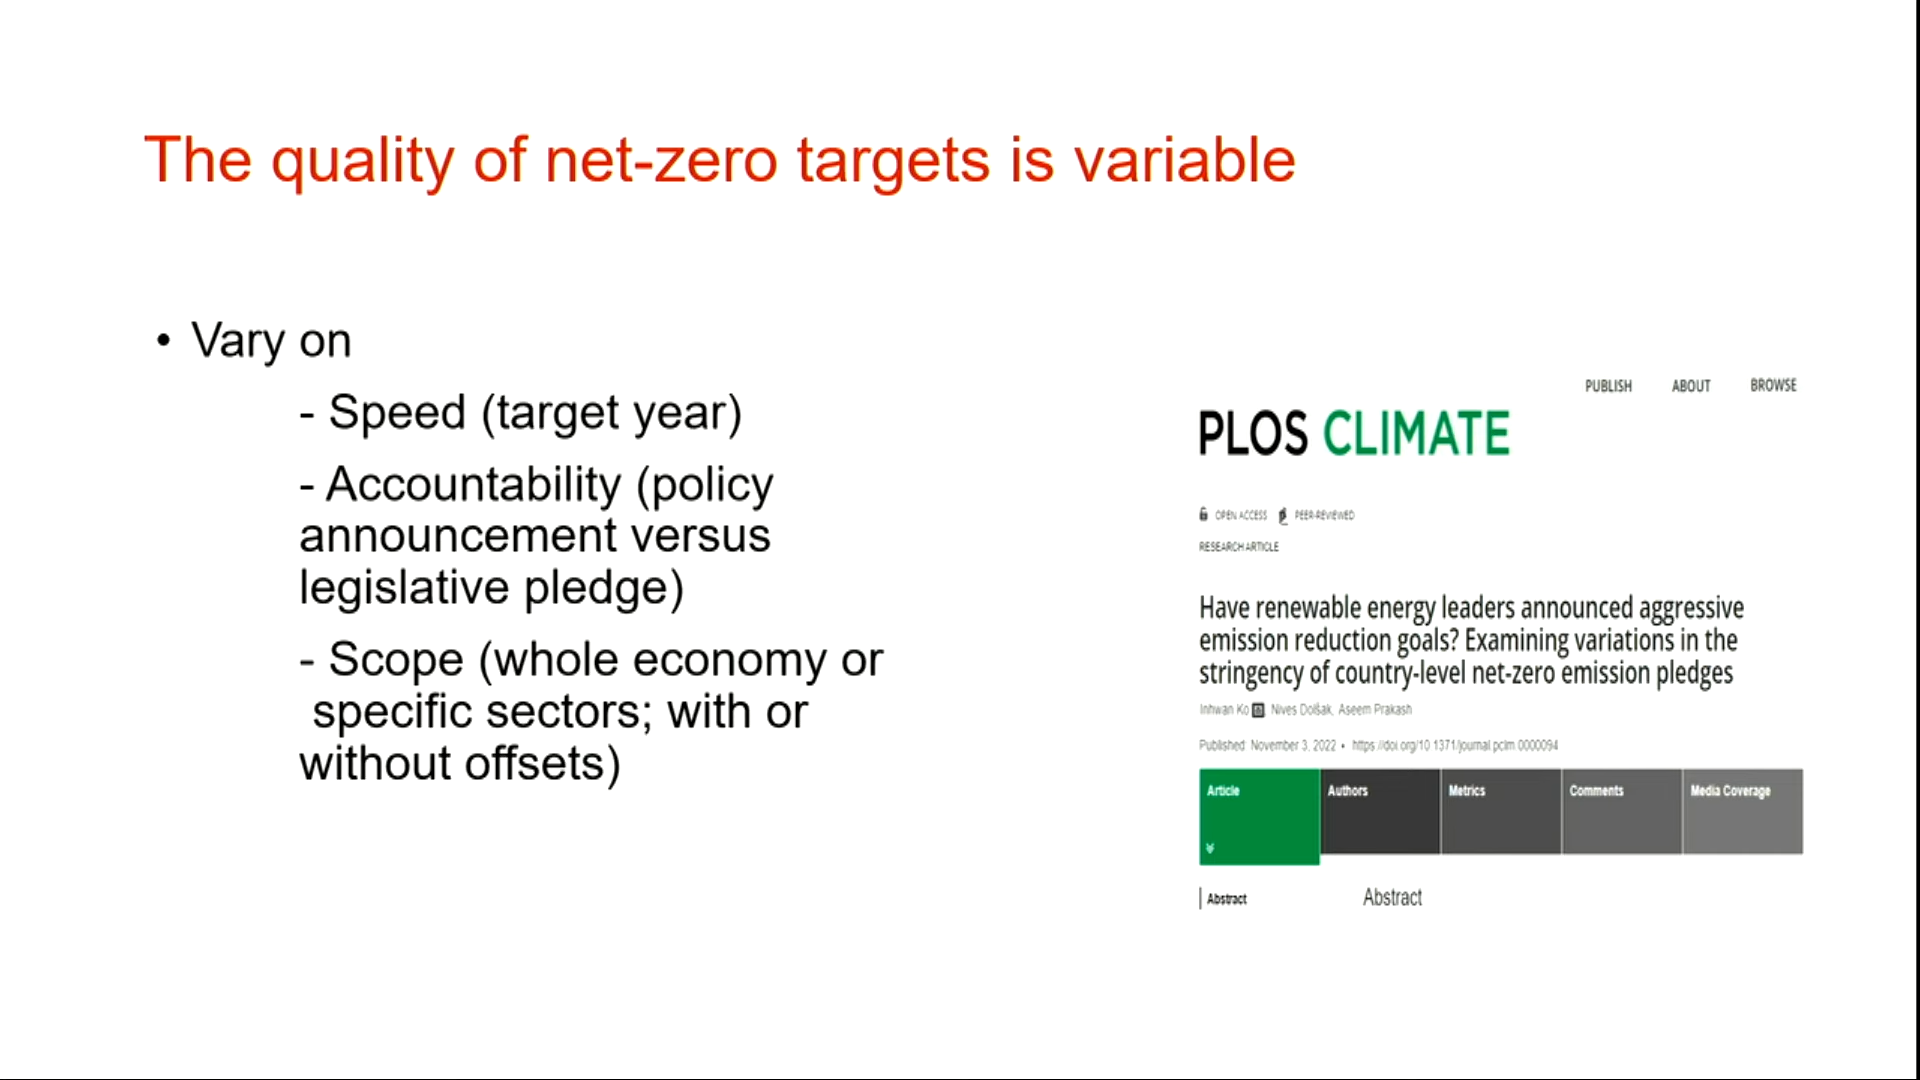 The quality of net-zero targets is variable
• Vary on
- Speed (target year)
- Accountability (policy
announcement versus
legislative pledge)
- Scope (whole economy or
specific sectors; with or
without offsets)
PUBLISH ABOUT BROWSE
PLOS CLIMATE
OPEN ACCESS PEER-REVIEWED
RESEARCH ARTICLE
Have renewable energy leaders announced aggressive
emission reduction goals? Examining variations in the
stringency of country-level net-zero emission pledges
Inhwan Ko, Nives Dolšak, Aseem Prakash
Published: November 3, 2022 • https://doi.org/10.1371/journal.pclm.0000094
Article Authors Metrics Comments Media Coverage
Abstract Abstract